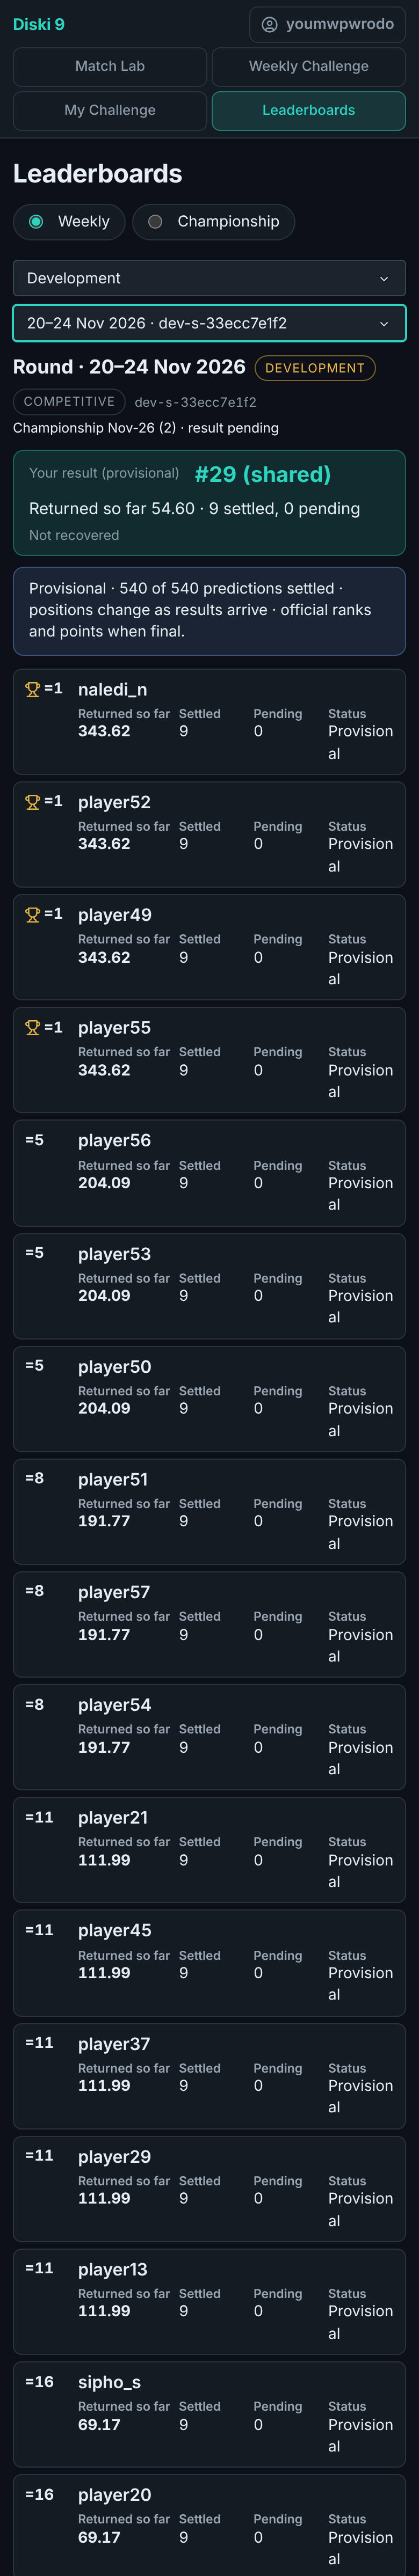 Diski 9
youmwpwrodo
Match Lab
Weekly Challenge
My Challenge
Leaderboards
Leaderboards
Weekly
Championship
Development
20–24 Nov 2026 · dev-s-33ecc7e1f2
Round · 20–24 Nov 2026 DEVELOPMENT
COMPETITIVE dev-s-33ecc7e1f2
Championship Nov-26 (2) · result pending
Your result (provisional) #29 (shared)
Returned so far 54.60 · 9 settled, 0 pending
Not recovered
Provisional · 540 of 540 predictions settled ·
positions change as results arrive · official ranks
and points when final.
=1 naledi_n
Returned so far Settled Pending Status
343.62 9 0 Provision
al
=1 player52
Returned so far Settled Pending Status
343.62 9 0 Provision
al
=1 player49
Returned so far Settled Pending Status
343.62 9 0 Provision
al
=1 player55
Returned so far Settled Pending Status
343.62 9 0 Provision
al
=5 player56
Returned so far Settled Pending Status
204.09 9 0 Provision
al
=5 player53
Returned so far Settled Pending Status
204.09 9 0 Provision
al
=5 player50
Returned so far Settled Pending Status
204.09 9 0 Provision
al
=8 player51
Returned so far Settled Pending Status
191.77 9 0 Provision
al
=8 player57
Returned so far Settled Pending Status
191.77 9 0 Provision
al
=8 player54
Returned so far Settled Pending Status
191.77 9 0 Provision
al
=11 player21
Returned so far Settled Pending Status
111.99 9 0 Provision
al
=11 player45
Returned so far Settled Pending Status
111.99 9 0 Provision
al
=11 player37
Returned so far Settled Pending Status
111.99 9 0 Provision
al
=11 player29
Returned so far Settled Pending Status
111.99 9 0 Provision
al
=11 player13
Returned so far Settled Pending Status
111.99 9 0 Provision
al
=16 sipho_s
Returned so far Settled Pending Status
69.17 9 0 Provision
al
=16 player20
Returned so far Settled Pending Status
69.17 9 0 Provision
al